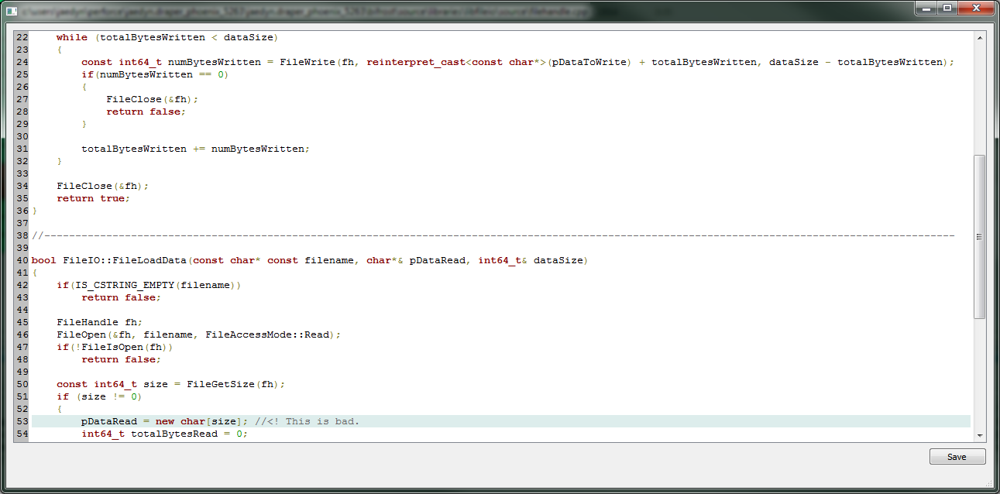 22     while (totalBytesWritten < dataSize)
23     {
24         const int64_t numBytesWritten = FileWrite(fh, reinterpret_cast<const char*>(pDataToWrite) + totalBytesWritten, dataSize - totalBytesWritten);
25         if(numBytesWritten == 0)
26         {
27             FileClose(&fh);
28             return false;
29         }
30
31         totalBytesWritten += numBytesWritten;
32     }
33
34     FileClose(&fh);
35     return true;
36 }
37
38 //---------------------------------------------------------------------------------------------------------------------------------------------------
39
40 bool FileIO::FileLoadData(const char* const filename, char*& pDataRead, int64_t& dataSize)
41 {
42     if(IS_CSTRING_EMPTY(filename))
43         return false;
44
45     FileHandle fh;
46     FileOpen(&fh, filename, FileAccessMode::Read);
47     if(!FileIsOpen(fh))
48         return false;
49
50     const int64_t size = FileGetSize(fh);
51     if (size != 0)
52     {
53         pDataRead = new char[size]; //<! This is bad.
54         int64_t totalBytesRead = 0;
Save